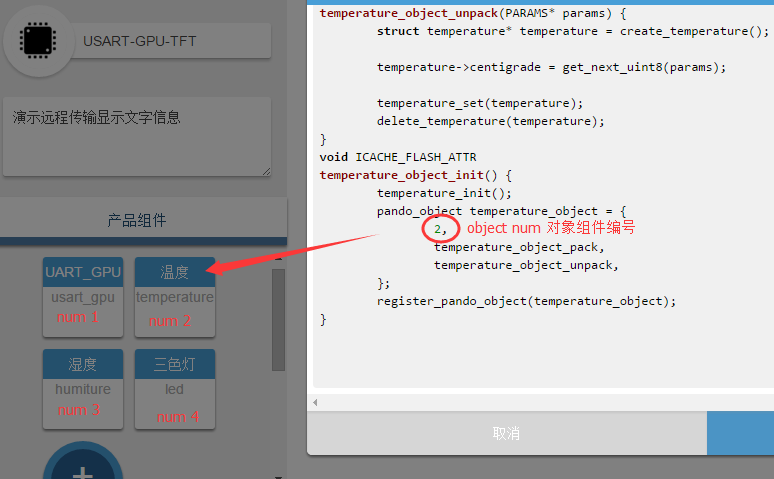 USART-GPU-TFT
演示远程传输显示文字信息
产品组件
UART_GPU
usart_gpu
num 1
温度
temperature
num 2
湿度
humiture
num 3
三色灯
led
num 4
+
temperature_object_unpack(PARAMS* params) {
struct temperature* temperature = create_temperature();
temperature->centigrade = get_next_uint8(params);
temperature_set(temperature);
delete_temperature(temperature);
}
void ICACHE_FLASH_ATTR
temperature_object_init() {
temperature_init();
pando_object temperature_object = {
2, object num 对象组件编号
temperature_object_pack,
temperature_object_unpack,
};
register_pando_object(temperature_object);
}
取消